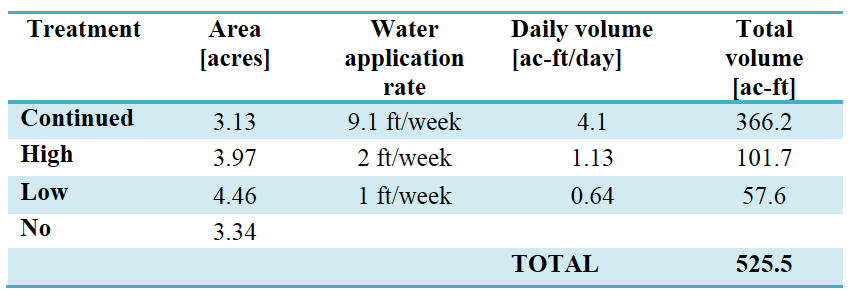 Treatment Area [acres] Water application rate Daily volume [ac-ft/day] Total volume [ac-ft]
Continued 3.13 9.1 ft/week 4.1 366.2
High 3.97 2 ft/week 1.13 101.7
Low 4.46 1 ft/week 0.64 57.6
No 3.34
TOTAL 525.5